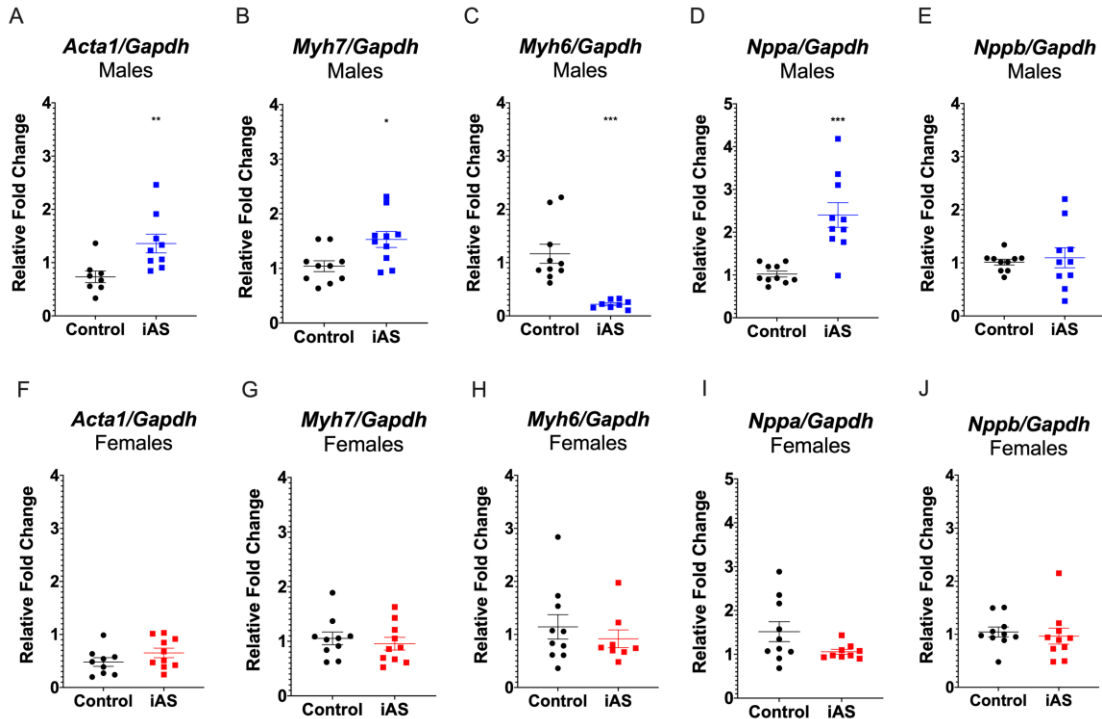 A
Acta1/Gapdh
Males
Relative Fold Change
4
3
2
1
0
**
Control iAS
B
Myh7/Gapdh
Males
Relative Fold Change
4
3
2
1
0
*
Control iAS
C
Myh6/Gapdh
Males
Relative Fold Change
4
3
2
1
0
***
Control iAS
D
Nppa/Gapdh
Males
Relative Fold Change
5
4
3
2
1
0
***
Control iAS
E
Nppb/Gapdh
Males
Relative Fold Change
4
3
2
1
0
Control iAS
F
Acta1/Gapdh
Females
Relative Fold Change
4
3
2
1
0
Control iAS
G
Myh7/Gapdh
Females
Relative Fold Change
4
3
2
1
0
Control iAS
H
Myh6/Gapdh
Females
Relative Fold Change
4
3
2
1
0
Control iAS
I
Nppa/Gapdh
Females
Relative Fold Change
5
4
3
2
1
0
Control iAS
J
Nppb/Gapdh
Females
Relative Fold Change
4
3
2
1
0
Control iAS